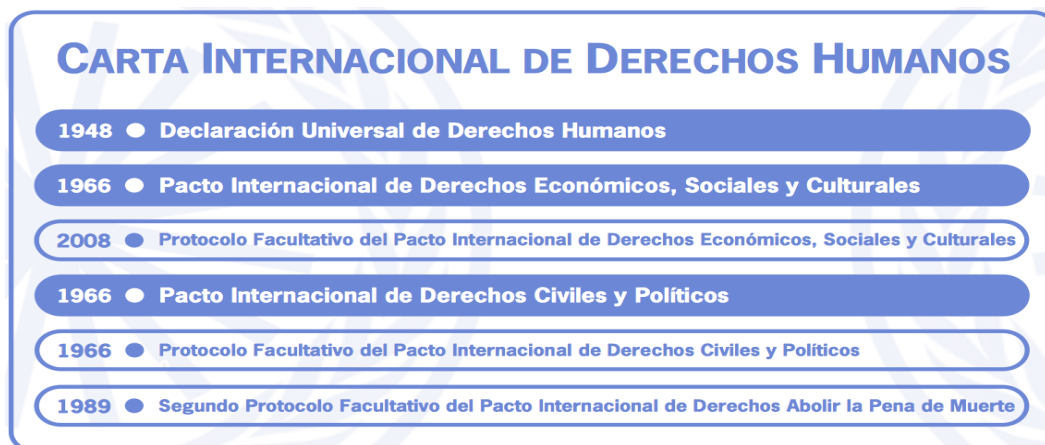 CARTA INTERNACIONAL DE DERECHOS HUMANOS
1948 ● Declaración Universal de Derechos Humanos
1966 ● Pacto Internacional de Derechos Económicos, Sociales y Culturales
2008 ● Protocolo Facultativo del Pacto Internacional de Derechos Económicos, Sociales y Culturales
1966 ● Pacto Internacional de Derechos Civiles y Políticos
1966 ● Protocolo Facultativo del Pacto Internacional de Derechos Civiles y Políticos
1989 ● Segundo Protocolo Facultativo del Pacto Internacional de Derechos Abolir la Pena de Muerte